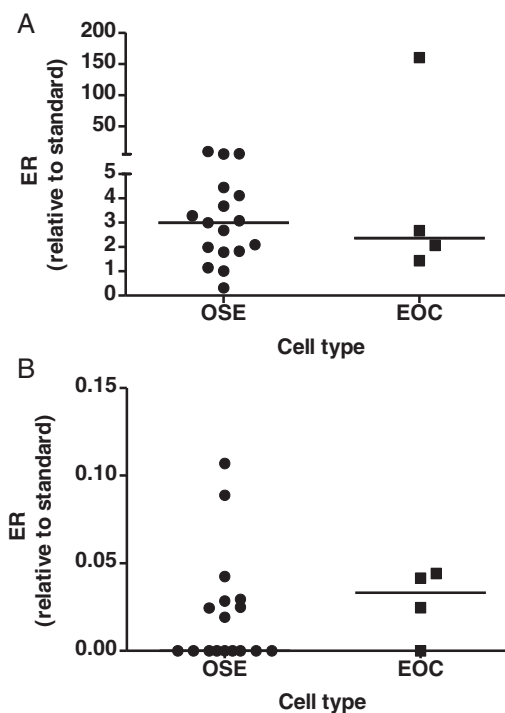 A
200
150
100
50
5
4
3
2
1
0
ER
(relative to standard)
OSE
EOC
Cell type
B
0.15
0.10
0.05
0.00
ER
(relative to standard)
OSE
EOC
Cell type